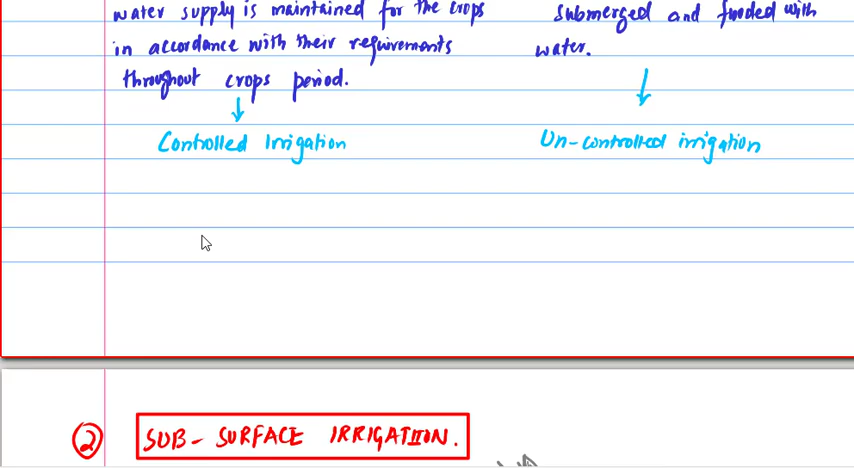 water supply is maintained for the crops
in accordance with their requirements
throughout crops period.
Controlled Irrigation
submerged and flooded with
water.
Un-controlled irrigation
2
SUB-SURFACE IRRIGATION.